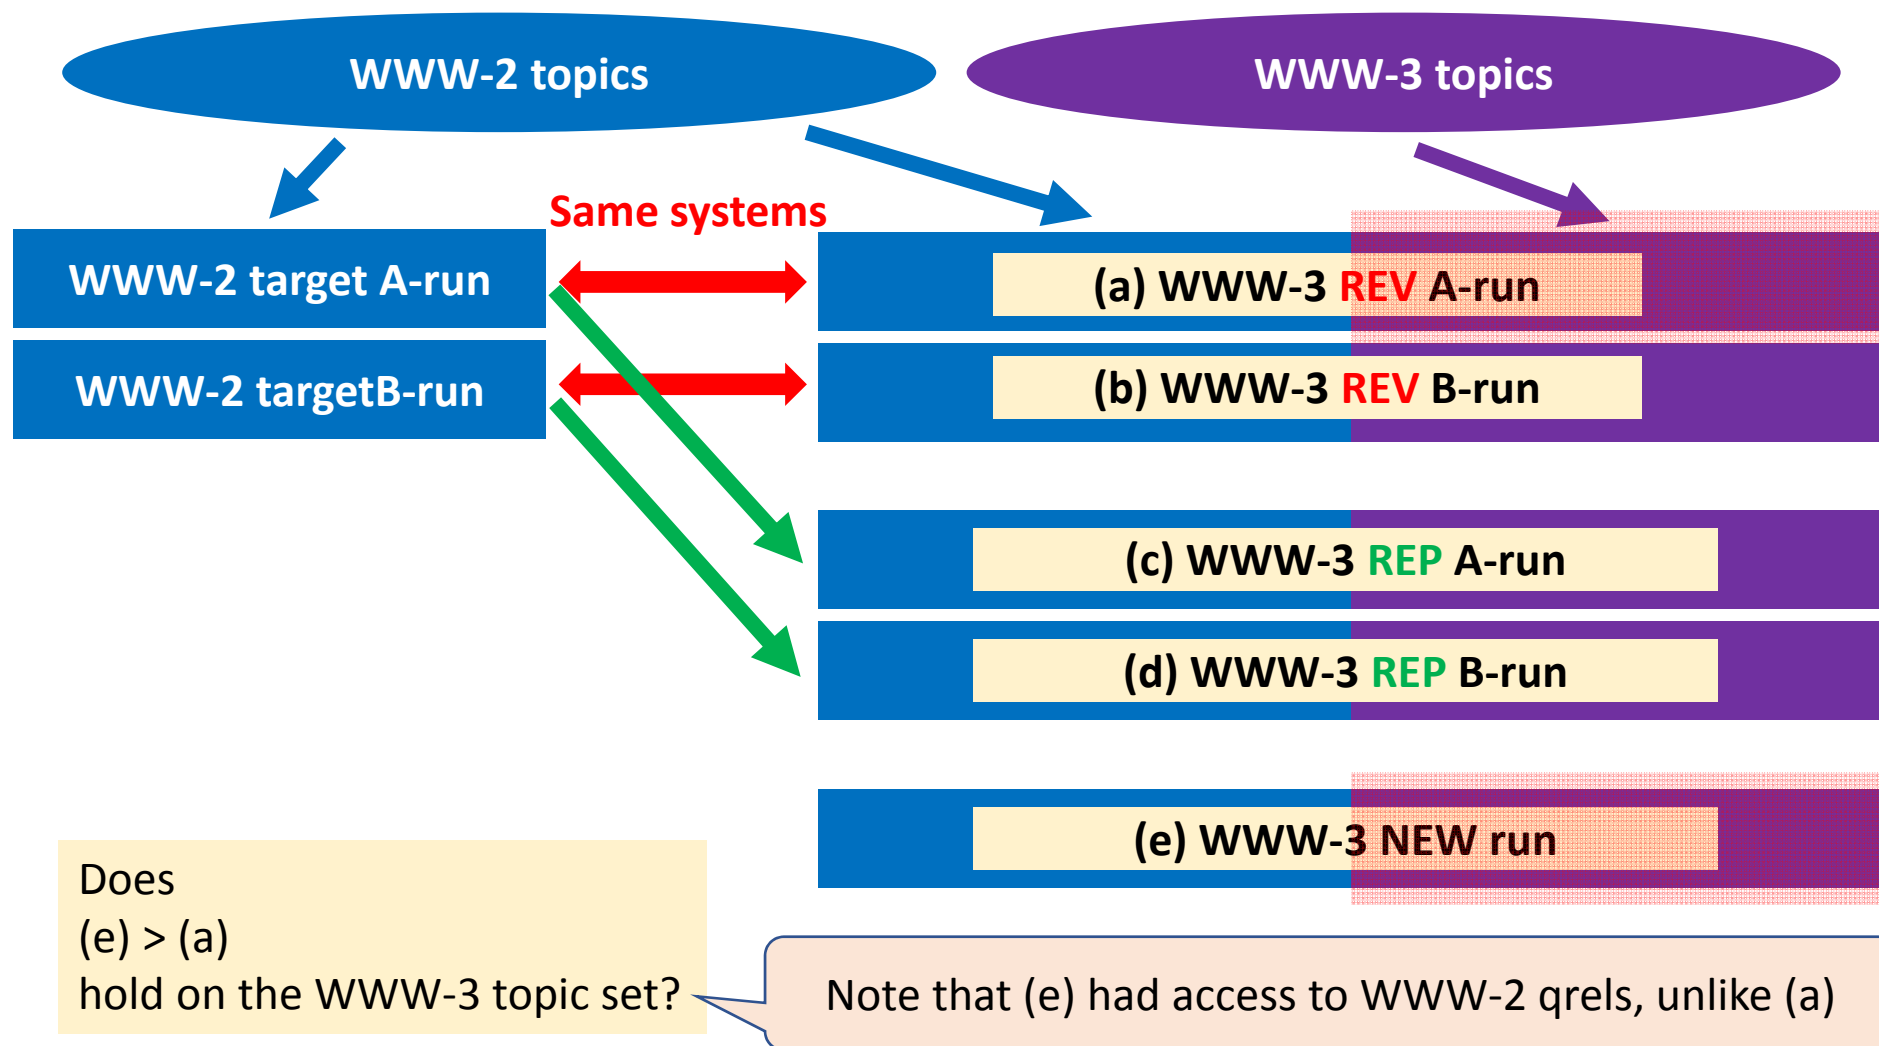 WWW-2 topics
WWW-3 topics
Same systems
WWW-2 target A-run
(a) WWW-3 REV A-run
WWW-2 targetB-run
(b) WWW-3 REV B-run
(c) WWW-3 REP A-run
(d) WWW-3 REP B-run
(e) WWW-3 NEW run
Does
(e) > (a)
hold on the WWW-3 topic set?
Note that (e) had access to WWW-2 qrels, unlike (a)